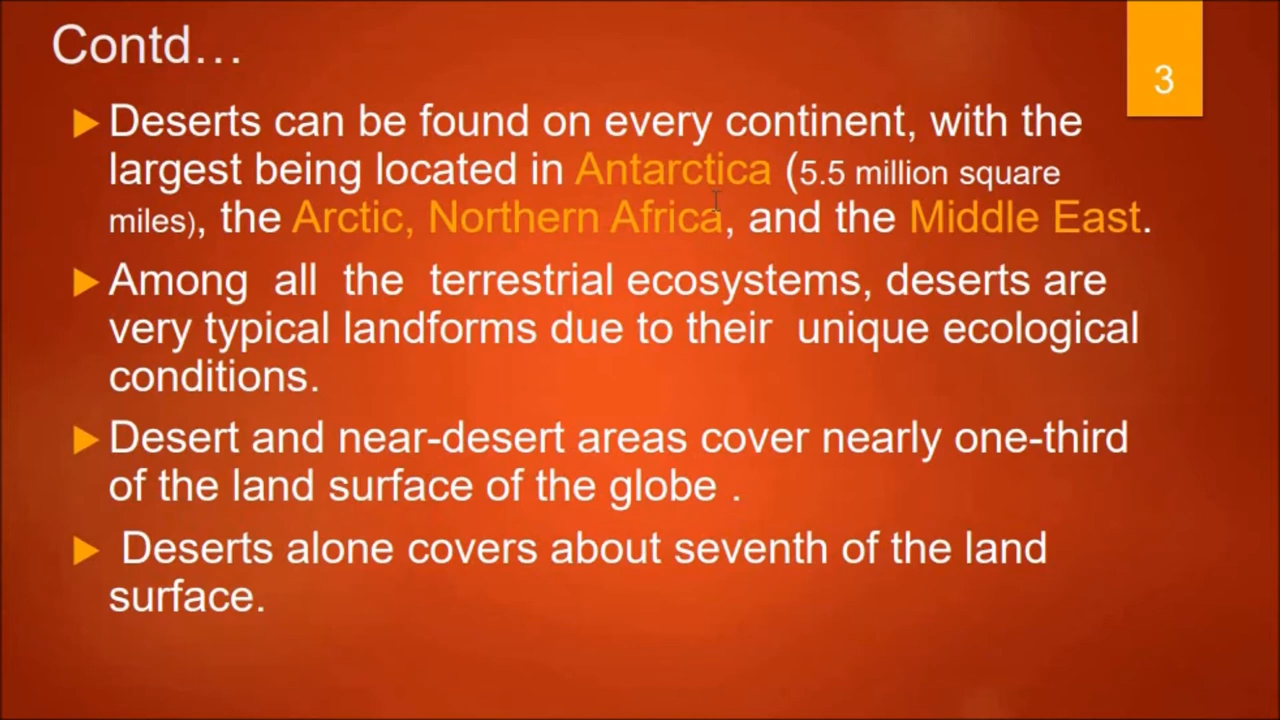 Contd…
3
Deserts can be found on every continent, with the
largest being located in Antarctica (5.5 million square
miles), the Arctic, Northern Africa, and the Middle East.
Among all the terrestrial ecosystems, deserts are
very typical landforms due to their unique ecological
conditions.
Desert and near-desert areas cover nearly one-third
of the land surface of the globe .
Deserts alone covers about seventh of the land
surface.